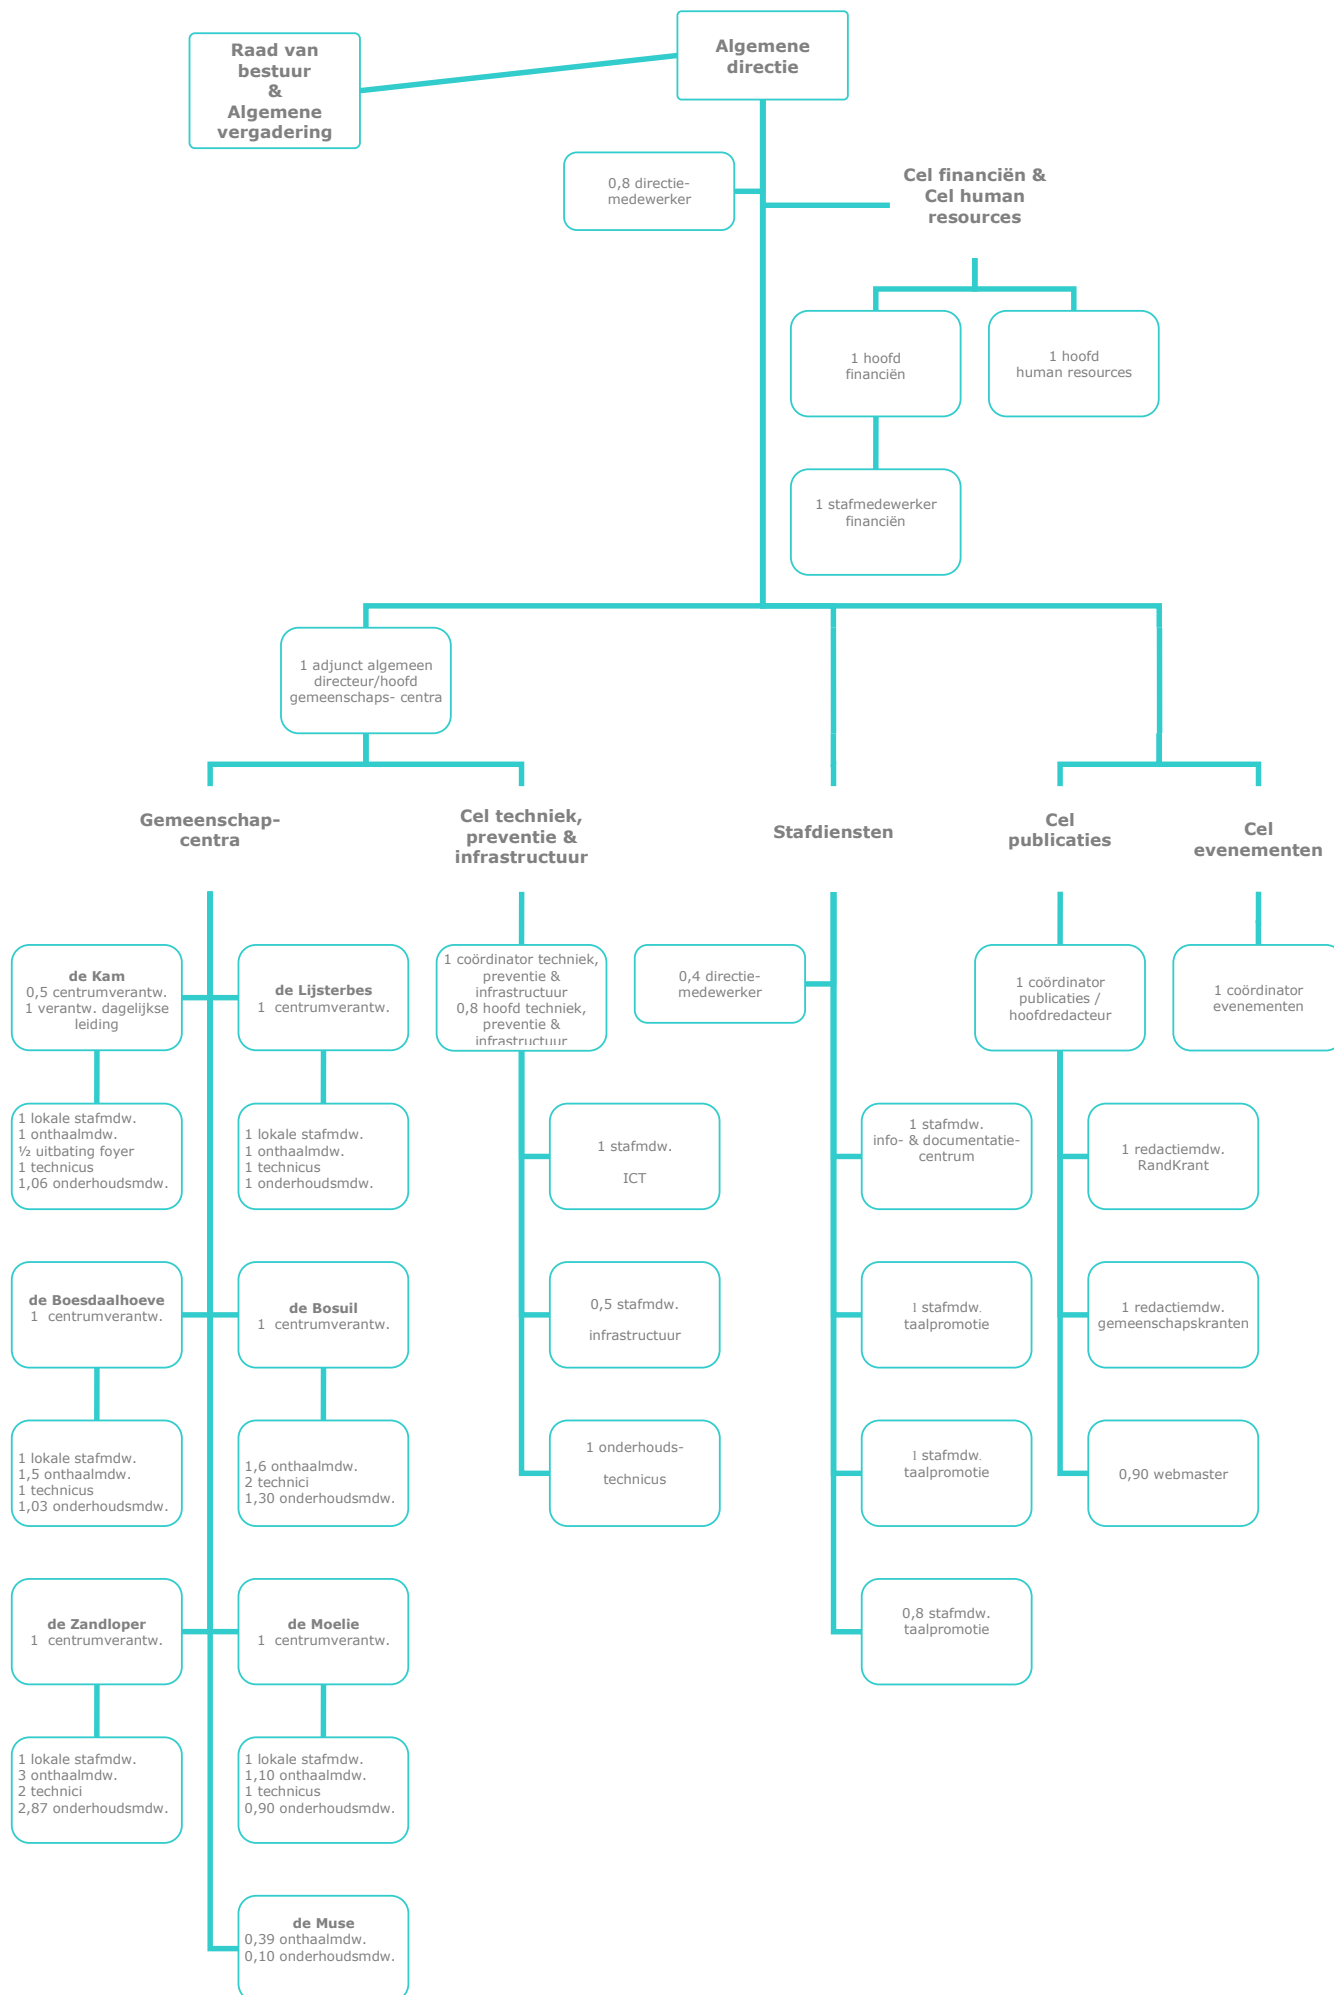 Raad van
bestuur
&
Algemene
vergadering
Algemene
directie
0,8 directie-
medewerker
Cel financiën &
Cel human
resources
1 hoofd
financiën
1 hoofd
human resources
1 stafmedewerker
financiën
1 adjunct algemeen
directeur/hoofd
gemeenschaps- centra
Gemeenschap-
centra
Cel techniek,
preventie &
infrastructuur
Stafdiensten
Cel
publicaties
Cel
evenementen
de Kam
0,5 centrumverantw.
1 verantw. dagelijkse
leiding
de Lijsterbes
1 centrumverantw.
1 coördinator techniek,
preventie &
infrastructuur
0,8 hoofd techniek,
preventie &
infrastructuur
0,4 directie-
medewerker
1 coördinator
publicaties /
hoofdredacteur
1 coördinator
evenementen
1 lokale stafmdw.
1 onthaalmdw.
½ uitbating foyer
1 technicus
1,06 onderhoudsmdw.
1 lokale stafmdw.
1 onthaalmdw.
1 technicus
1 onderhoudsmdw.
1 stafmdw.
ICT
1 stafmdw.
info- & documentatie-
centrum
1 redactiemdw.
RandKrant
de Boesdaalhoeve
1 centrumverantw.
de Bosuil
1 centrumverantw.
0,5 stafmdw.
infrastructuur
1 stafmdw.
taalpromotie
1 redactiemdw.
gemeenschapskranten
1 lokale stafmdw.
1,5 onthaalmdw.
1 technicus
1,03 onderhoudsmdw.
1,6 onthaalmdw.
2 technici
1,30 onderhoudsmdw.
1 onderhouds-
technicus
1 stafmdw.
taalpromotie
0,90 webmaster
de Zandloper
1 centrumverantw.
de Moelie
1 centrumverantw.
0,8 stafmdw.
taalpromotie
1 lokale stafmdw.
3 onthaalmdw.
2 technici
2,87 onderhoudsmdw.
1 lokale stafmdw.
1,10 onthaalmdw.
1 technicus
0,90 onderhoudsmdw.
de Muse
0,39 onthaalmdw.
0,10 onderhoudsmdw.